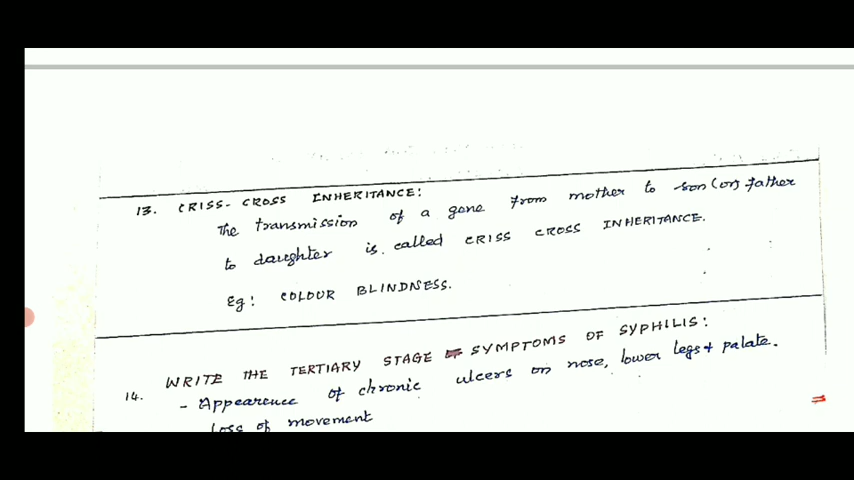 13. CRISS-CROSS INHERITANCE:
The transmission of a gene from mother to son (or) father
to daughter is called CRISS CROSS INHERITANCE.
Eg: COLOUR BLINDNESS.
14. WRITE THE TERTIARY STAGE SYMPTOMS OF SYPHILIS:
- Appearence of chronic ulcers on nose, lower legs & palate.
Loss of movement